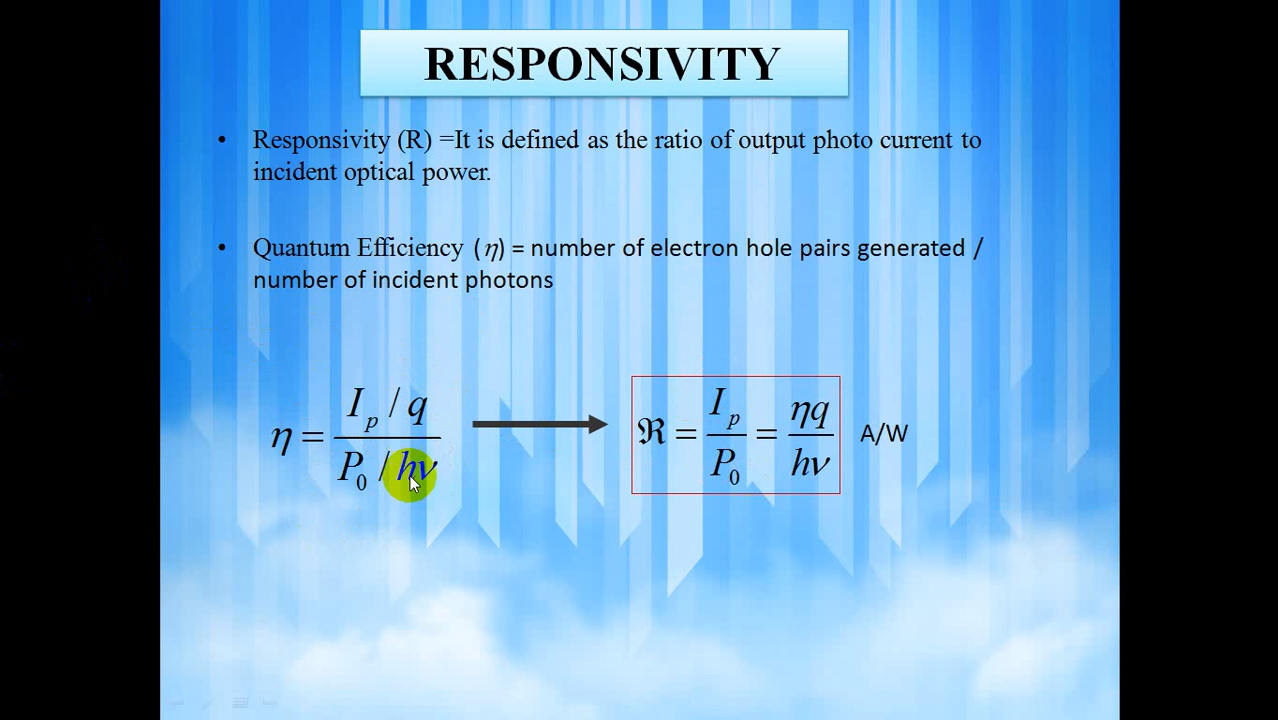 RESPONSIVITY
• Responsivity (R) =It is defined as the ratio of output photo current to
incident optical power.
• Quantum Efficiency (η) = number of electron hole pairs generated /
number of incident photons
η = (I_p / q) / (P_0 / hν) → ℜ = I_p / P_0 = ηq / hν A/W